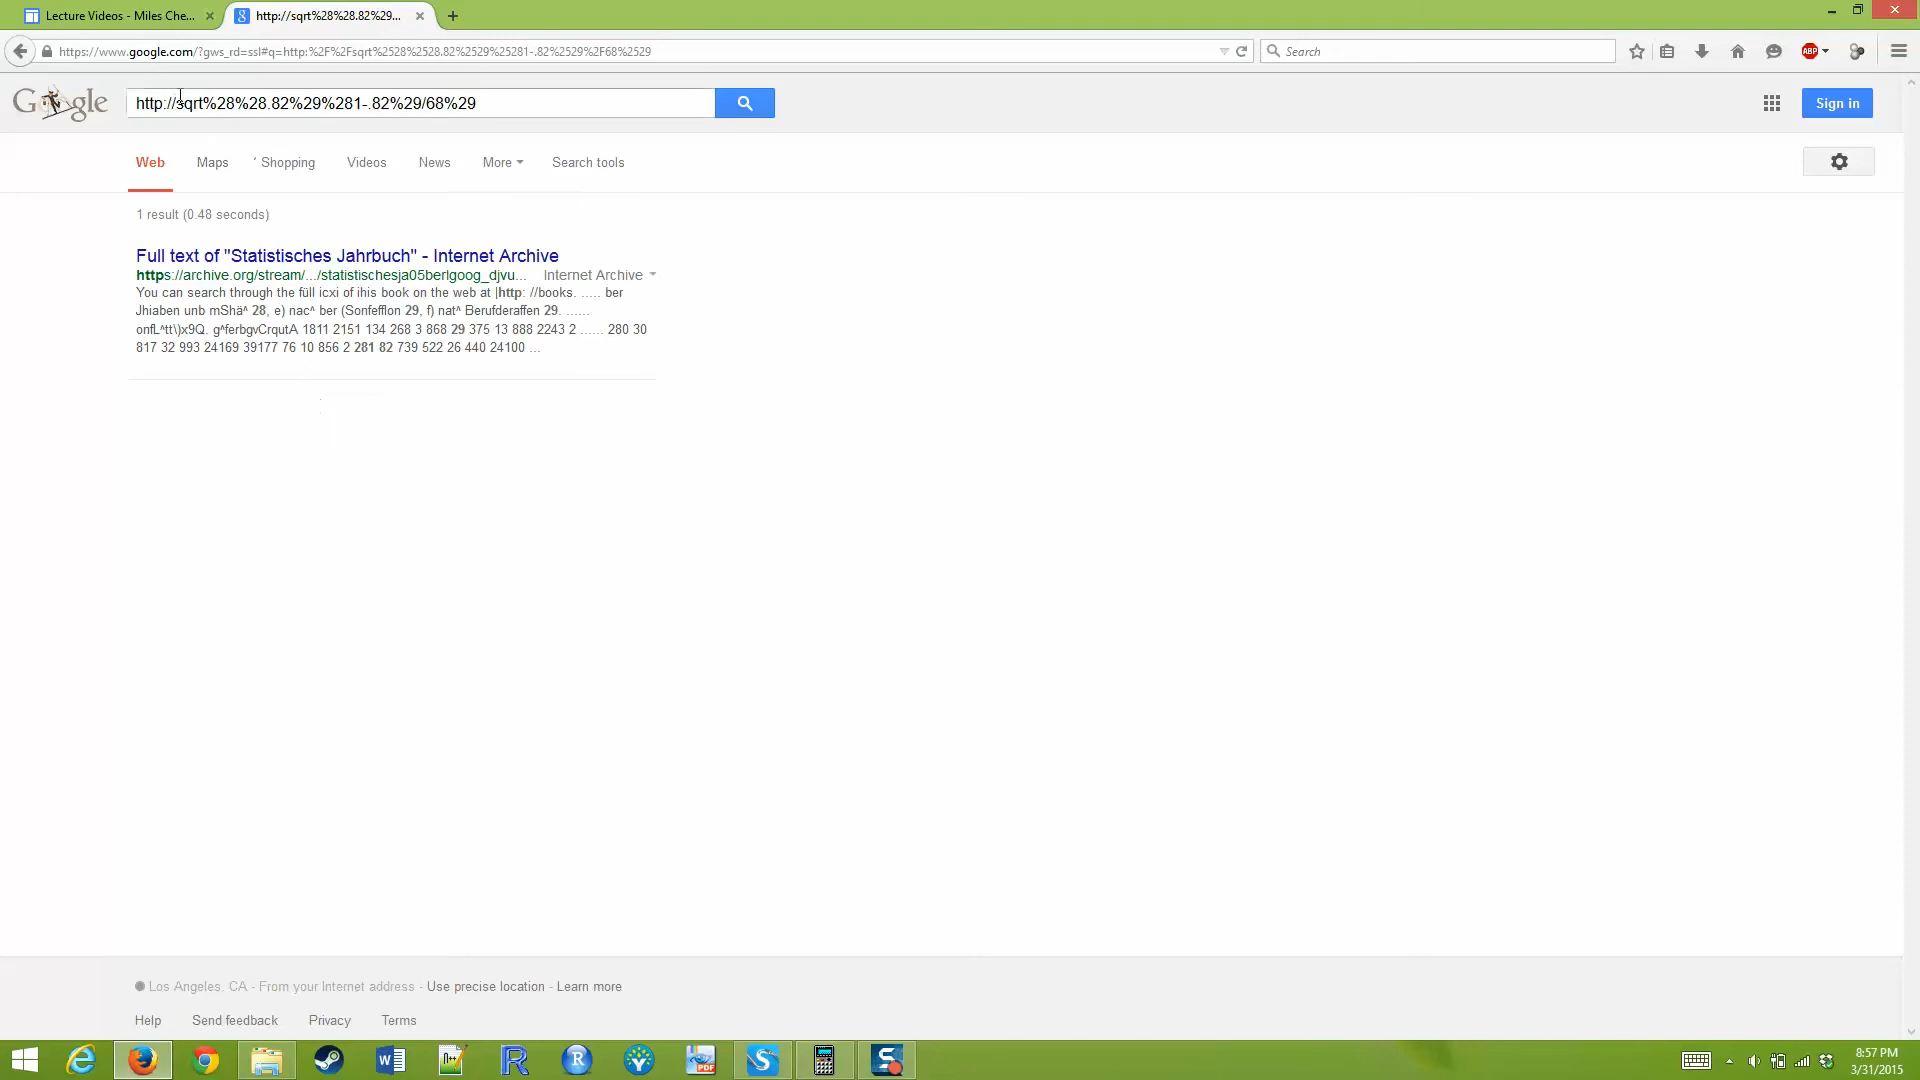 Lecture Videos - Miles Che...
http://sqrt%28%28.82%29...
https://www.google.com/?gws_rd=ssl#q=http:%2F%2Fsqrt%2528%2528.82%2529%25281-.82%2529%2F68%2529
Search
ABP
Google
http://sqrt%28%28.82%29%281-.82%29/68%29
Sign in
Web Maps Shopping Videos News More Search tools
1 result (0.48 seconds)
Full text of "Statistisches Jahrbuch" - Internet Archive
https://archive.org/stream/.../statistischesja05berlgoog_djvu... Internet Archive
You can search through the füll icxi of ihis book on the web at |http: //books. ..... ber
Jhiaben unb mShä^ 28, e) nac^ ber (Sonfefflon 29, f) nat^ Berufderaffen 29. ......
onfL^tt\)x9Q. g^ferbgvCrqutA 1811 2151 134 268 3 868 29 375 13 888 2243 2 ...... 280 30
817 32 993 24169 39177 76 10 856 2 281 82 739 522 26 440 24100 ...
Los Angeles, CA - From your Internet address - Use precise location - Learn more
Help Send feedback Privacy Terms
8:57 PM
3/31/2015